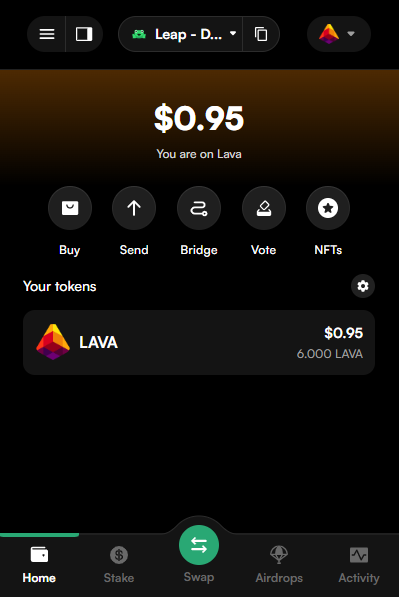 Leap - D...
$0.95
You are on Lava
Buy
Send
Bridge
Vote
NFTs
Your tokens
LAVA
$0.95
6.000 LAVA
Home
Stake
Swap
Airdrops
Activity